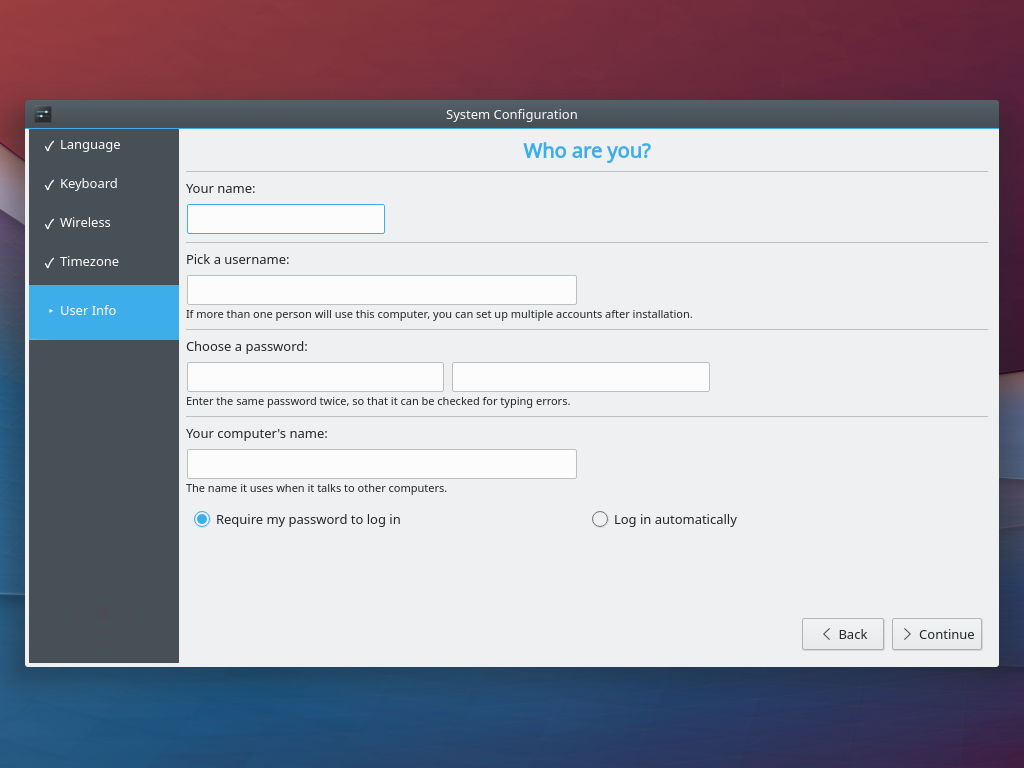 System Configuration
Language
Keyboard
Wireless
Timezone
User Info
Who are you?
Your name:
Pick a username:
If more than one person will use this computer, you can set up multiple accounts after installation.
Choose a password:
Enter the same password twice, so that it can be checked for typing errors.
Your computer's name:
The name it uses when it talks to other computers.
Require my password to log in
Log in automatically
Back
Continue